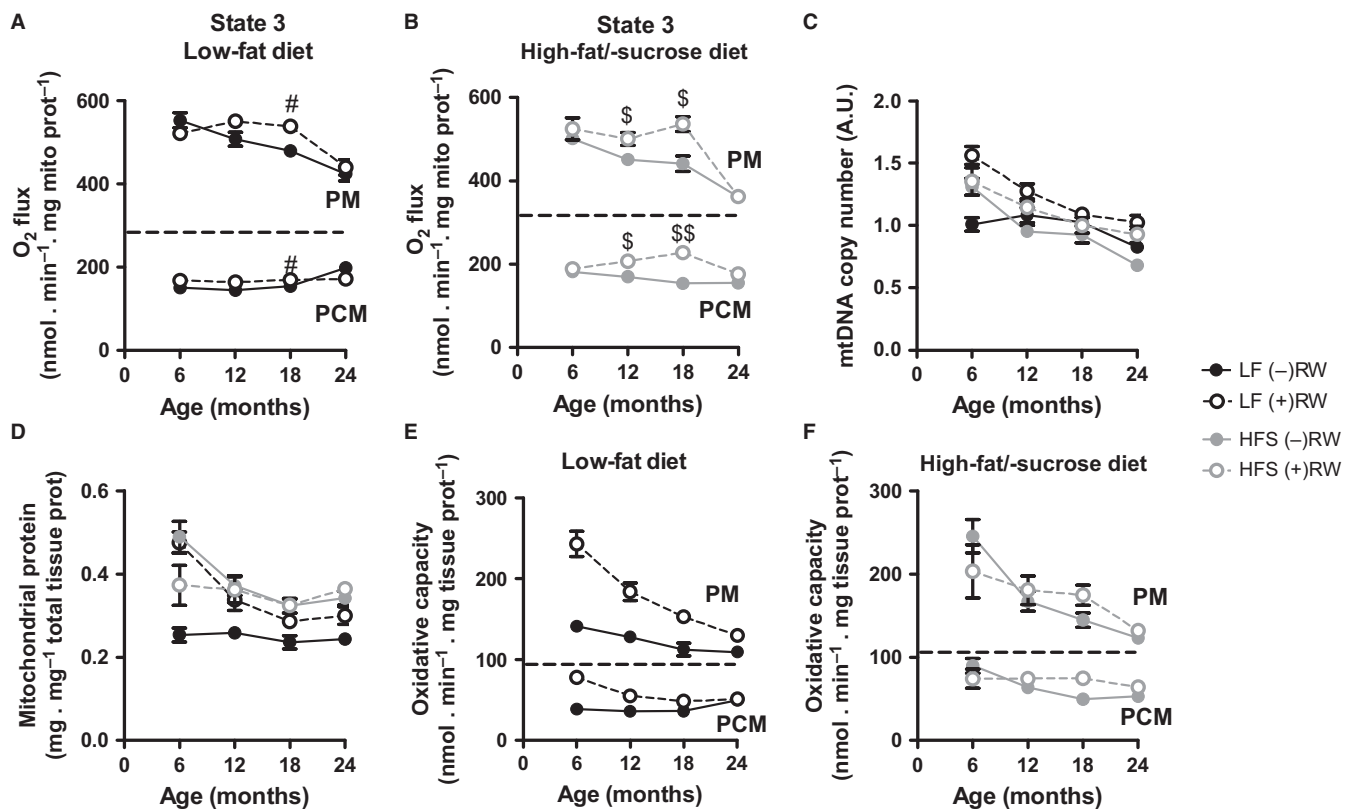 A
State 3
Low-fat diet
O₂ flux
(nmol . min⁻¹. mg mito prot⁻¹)
600
400
200
0
#
PM
#
PCM
0 6 12 18 24
Age (months)
B
State 3
High-fat/-sucrose diet
O₂ flux
(nmol . min⁻¹. mg mito prot⁻¹)
600
400
200
0
$ $
PM
$ $$
PCM
0 6 12 18 24
Age (months)
C
mtDNA copy number (A.U.)
2.0
1.5
1.0
0.5
0.0
0 6 12 18 24
Age (months)
LF (–)RW
LF (+)RW
HFS (–)RW
HFS (+)RW
D
Mitochondrial protein
(mg . mg⁻¹ total tissue prot)
0.6
0.4
0.2
0.0
0 6 12 18 24
Age (months)
E
Low-fat diet
Oxidative capacity
(nmol . min⁻¹ . mg tissue prot⁻¹)
300
200
100
0
PM
PCM
0 6 12 18 24
Age (months)
F
High-fat/-sucrose diet
Oxidative capacity
(nmol . min⁻¹ . mg tissue prot⁻¹)
300
200
100
0
PM
PCM
0 6 12 18 24
Age (months)